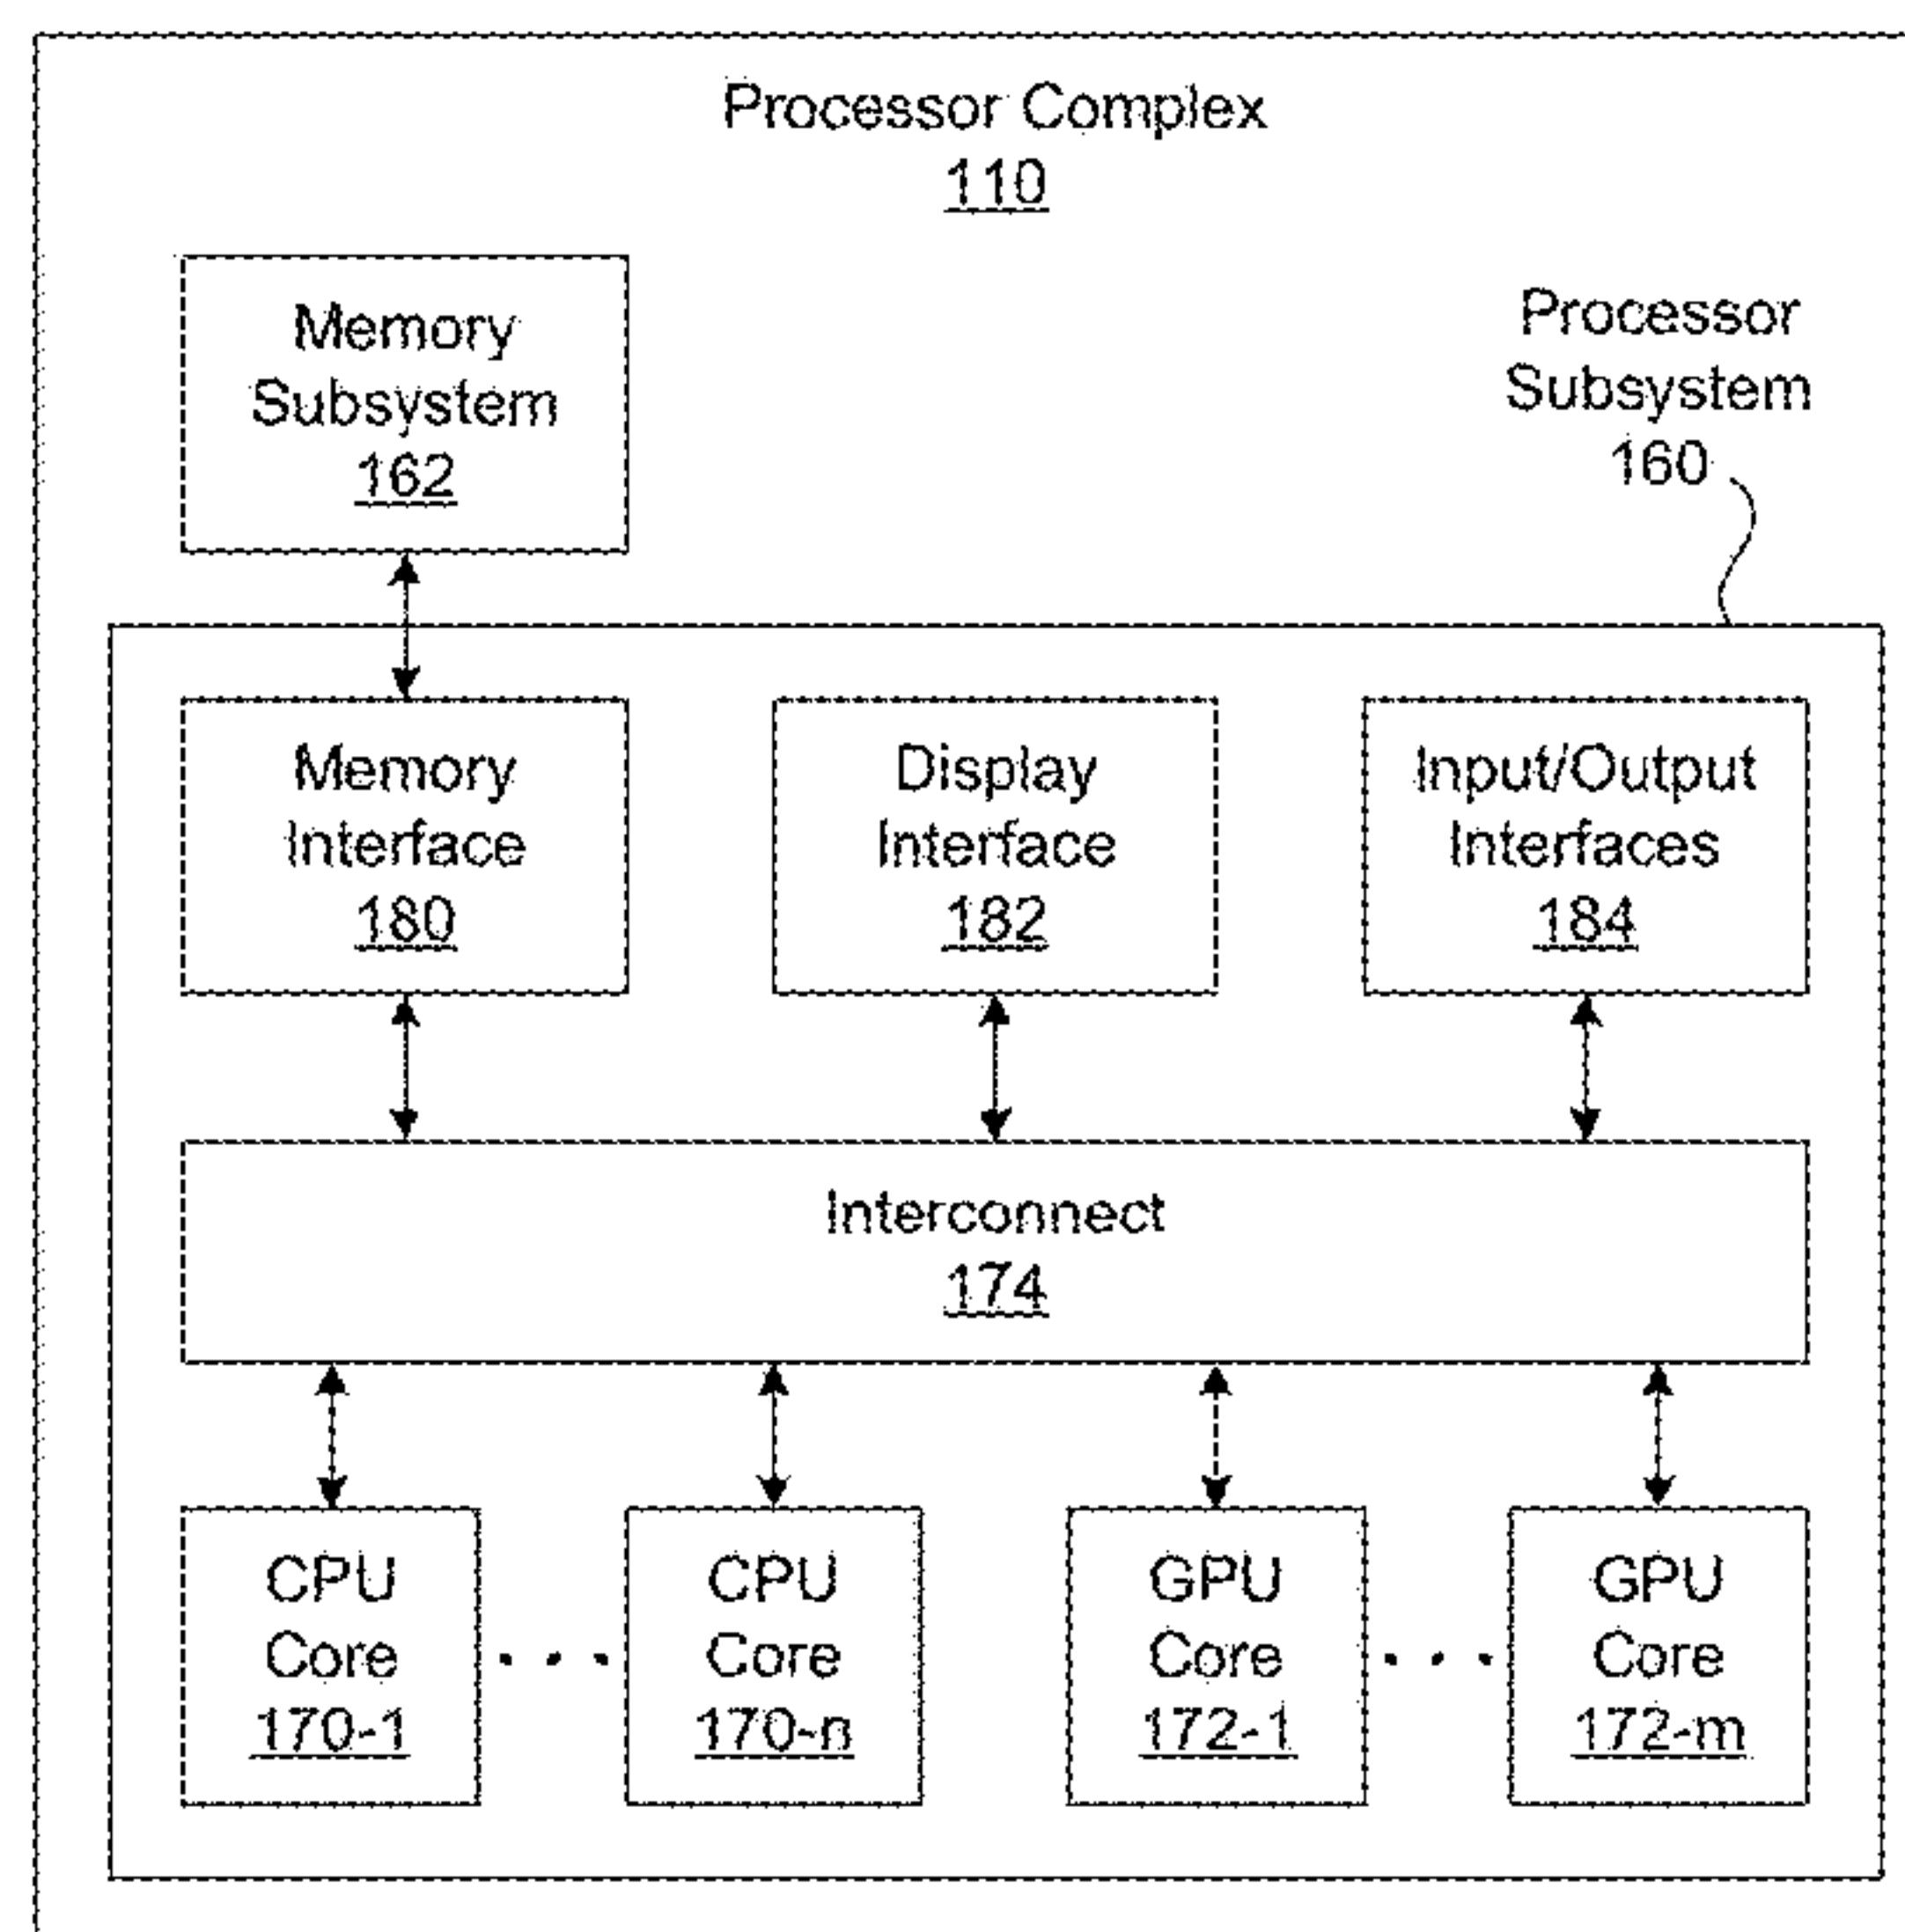 Processor Complex
110
Memory
Subsystem
162
Processor
Subsystem
160
Memory
Interface
180
Display
Interface
182
Input/Output
Interfaces
184
Interconnect
174
CPU
Core
170-1
CPU
Core
170-n
GPU
Core
172-1
GPU
Core
172-m